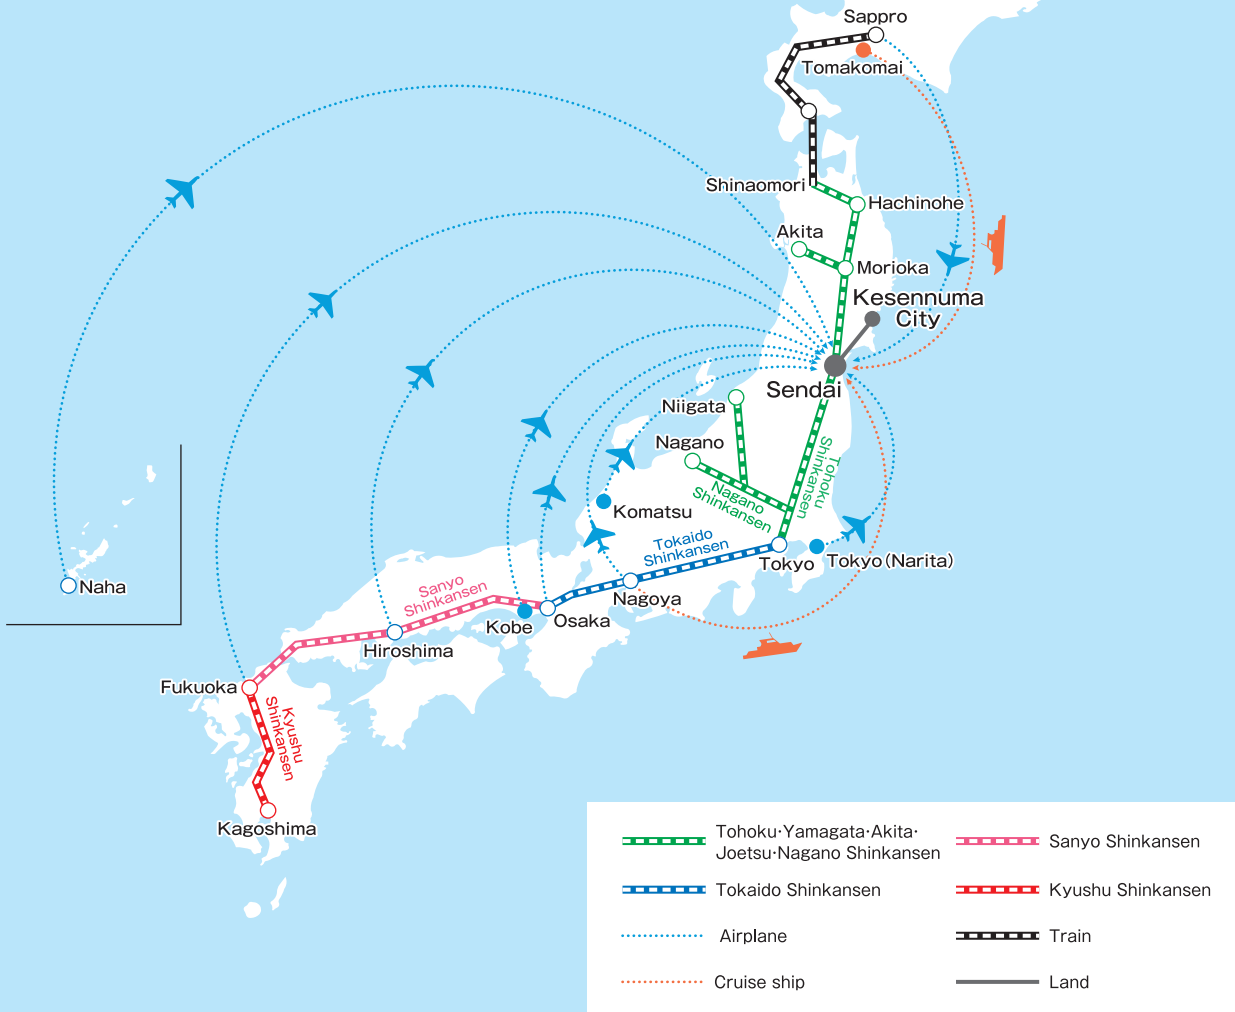 Sappro
Tomakomai
Shinaomori
Hachinohe
Akita
Morioka
Kesennuma
City
Sendai
Niigata
Nagano
Tohoku
Shinkansen
Nagano
Shinkansen
Komatsu
Tokaido
Shinkansen
Tokyo
Tokyo(Narita)
Naha
Sanyo
Shinkansen
Nagoya
Kobe
Osaka
Hiroshima
Fukuoka
Kyushu
Shinkansen
Kagoshima
Tohoku·Yamagata·Akita·
Joetsu·Nagano Shinkansen
Sanyo Shinkansen
Tokaido Shinkansen
Kyushu Shinkansen
Airplane
Train
Cruise ship
Land